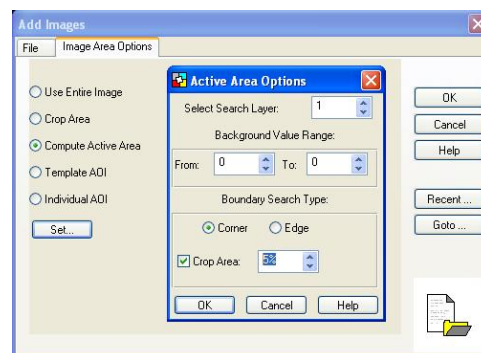 Add Images
File Image Area Options
Use Entire Image
Crop Area
Compute Active Area
Template AOI
Individual AOI
Set...
Active Area Options
Select Search Layer: 1
Background Value Range:
From: 0 To: 0
Boundary Search Type:
Corner Edge
Crop Area: 5%
OK Cancel Help
OK
Cancel
Help
Recent ...
Goto ...